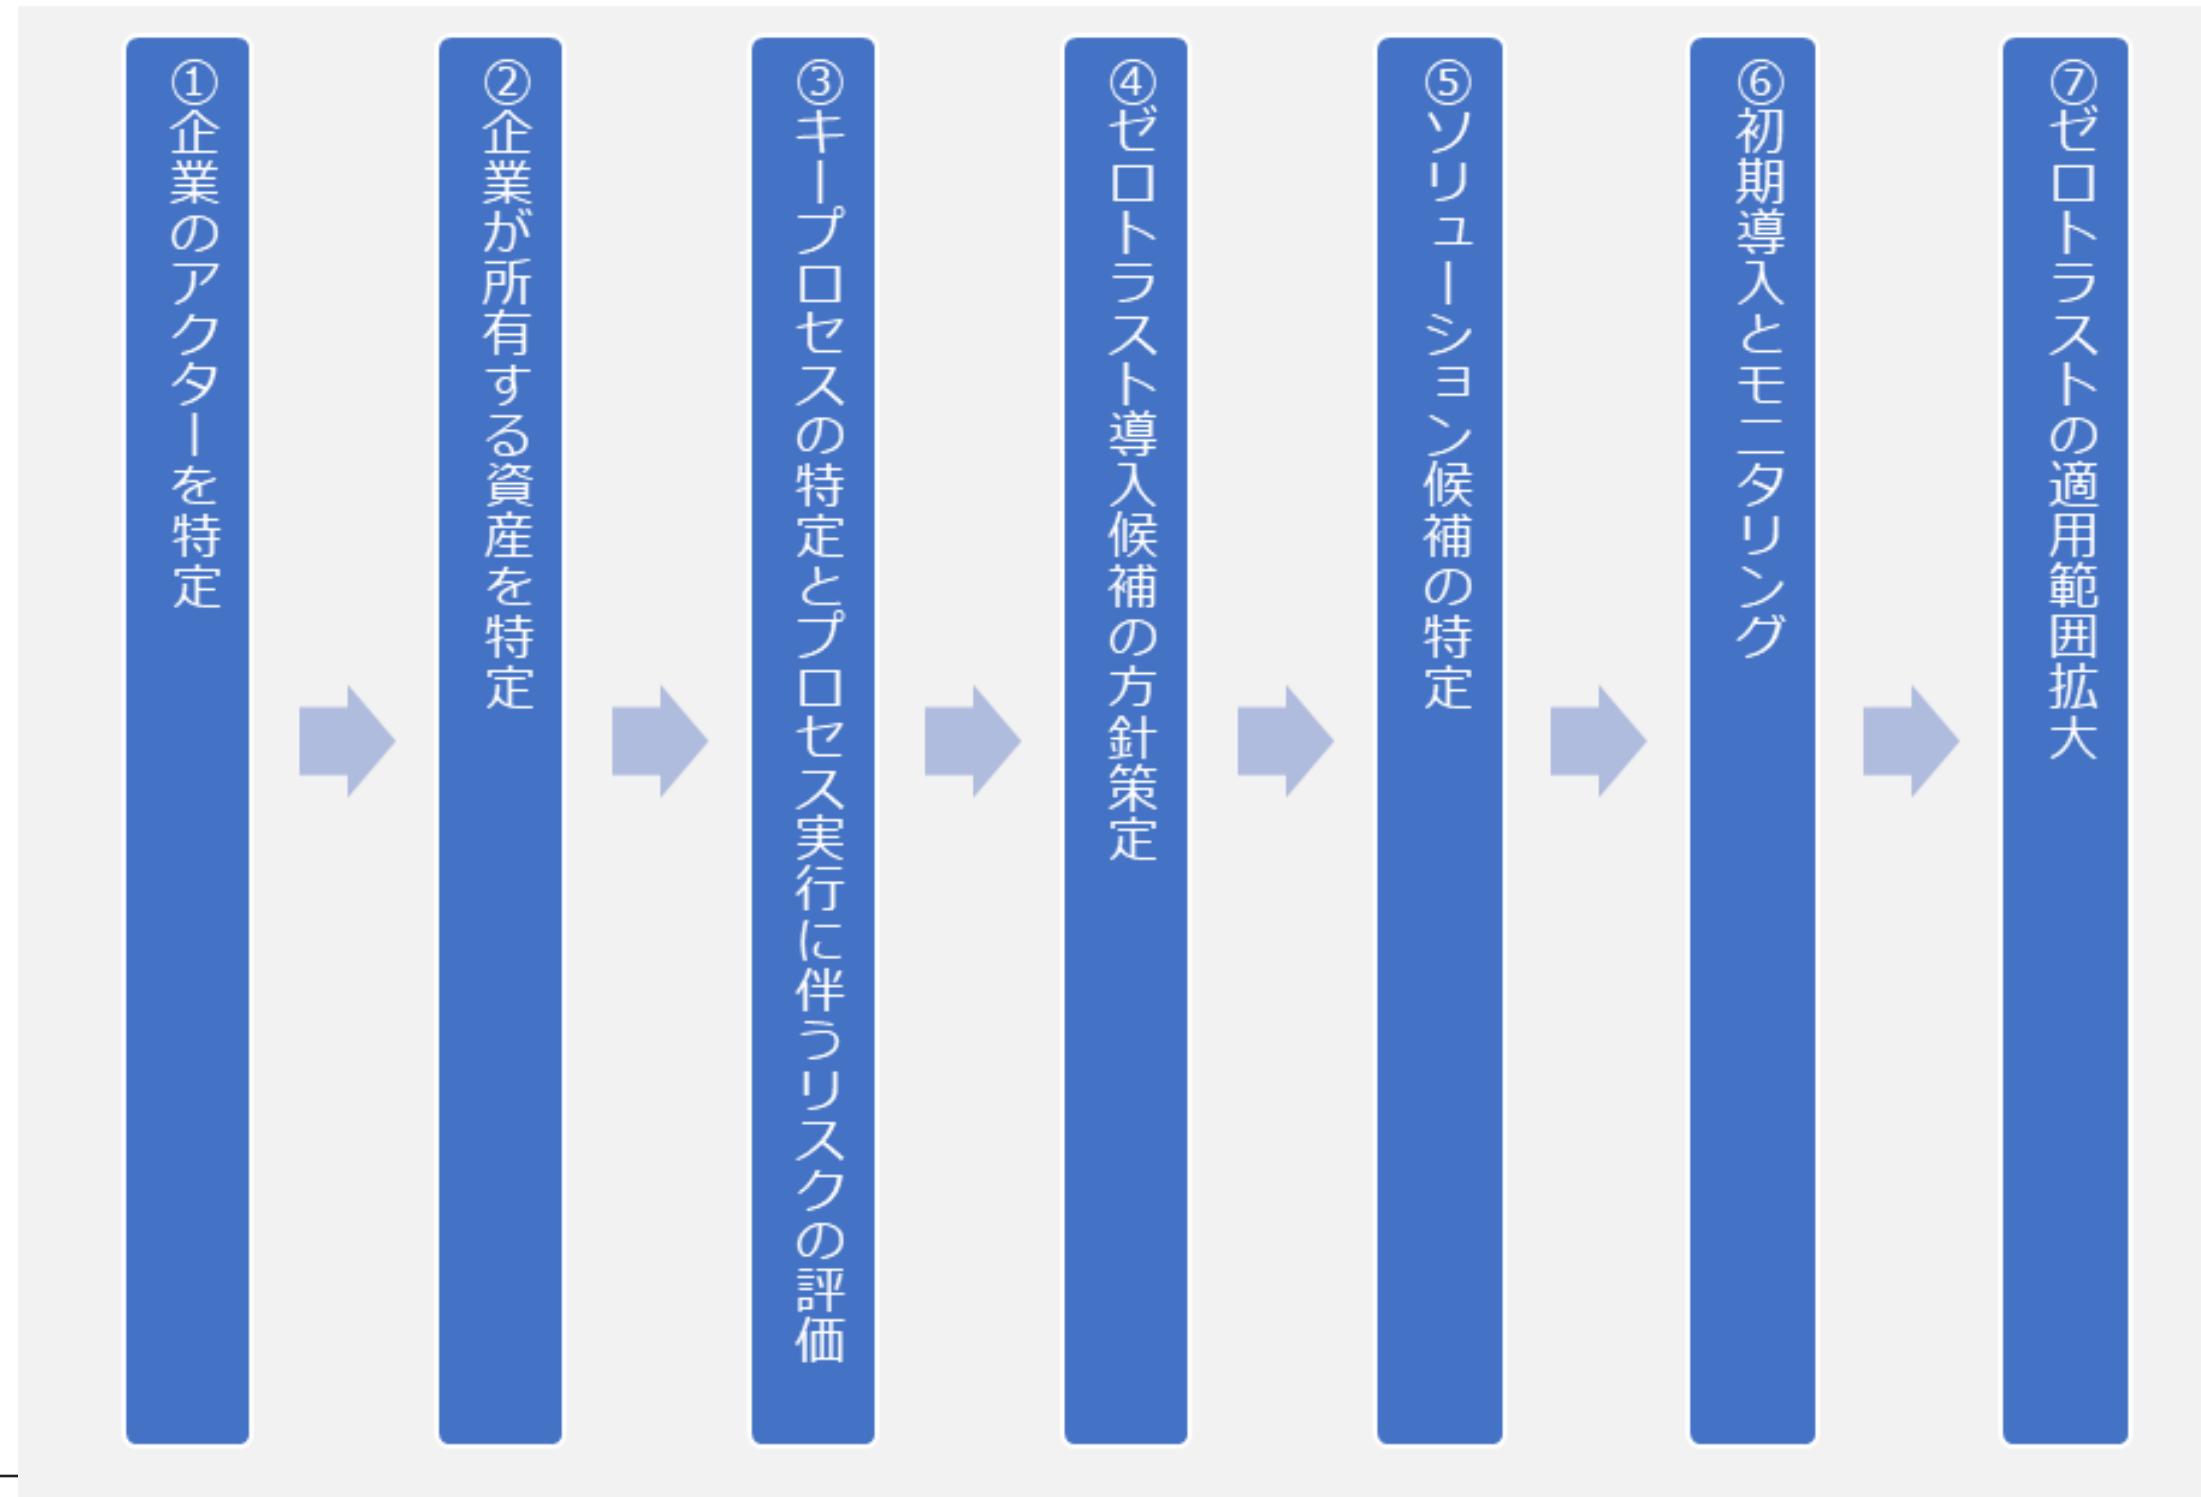 ①企業のアクターを特定
②企業が所有する資産を特定
③キープロセスの特定とプロセス実行に伴うリスクの評価
④ゼロトラスト導入候補の方針策定
⑤ソリューション候補の特定
⑥初期導入とモニタリング
⑦ゼロトラストの適用範囲拡大